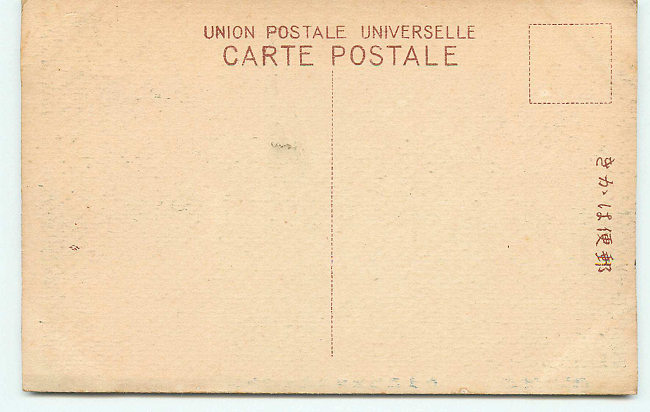 UNION POSTALE UNIVERSELLE
CARTE POSTALE
郵便はかき